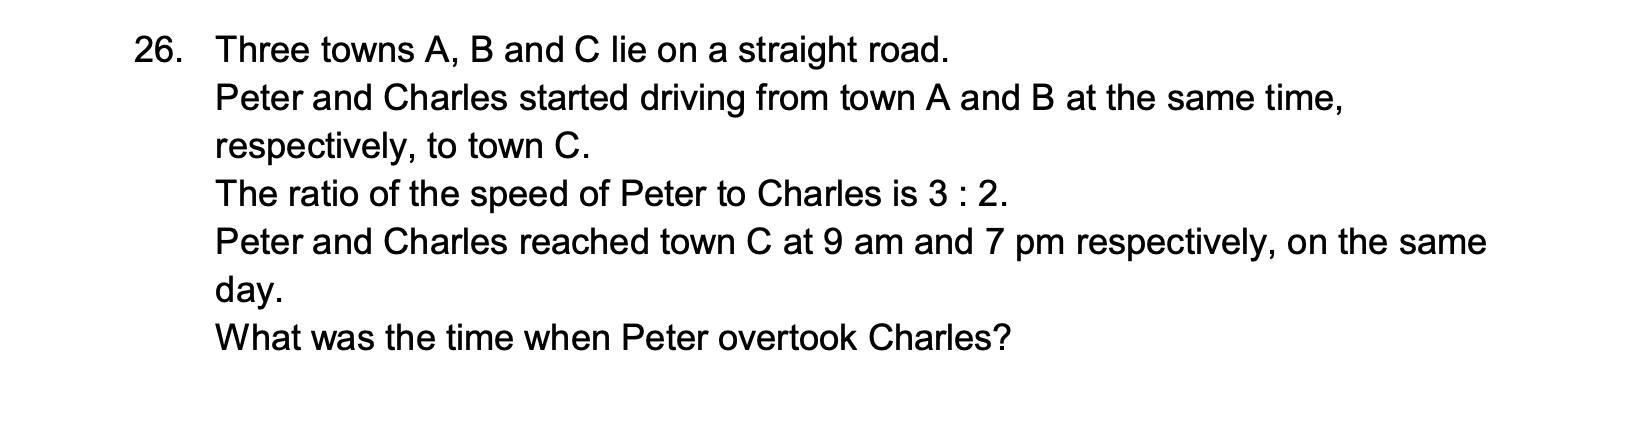 26. Three towns A, B and C lie on a straight road.
Peter and Charles started driving from town A and B at the same time,
respectively, to town C.
The ratio of the speed of Peter to Charles is 3 : 2.
Peter and Charles reached town C at 9 am and 7 pm respectively, on the same
day.
What was the time when Peter overtook Charles?